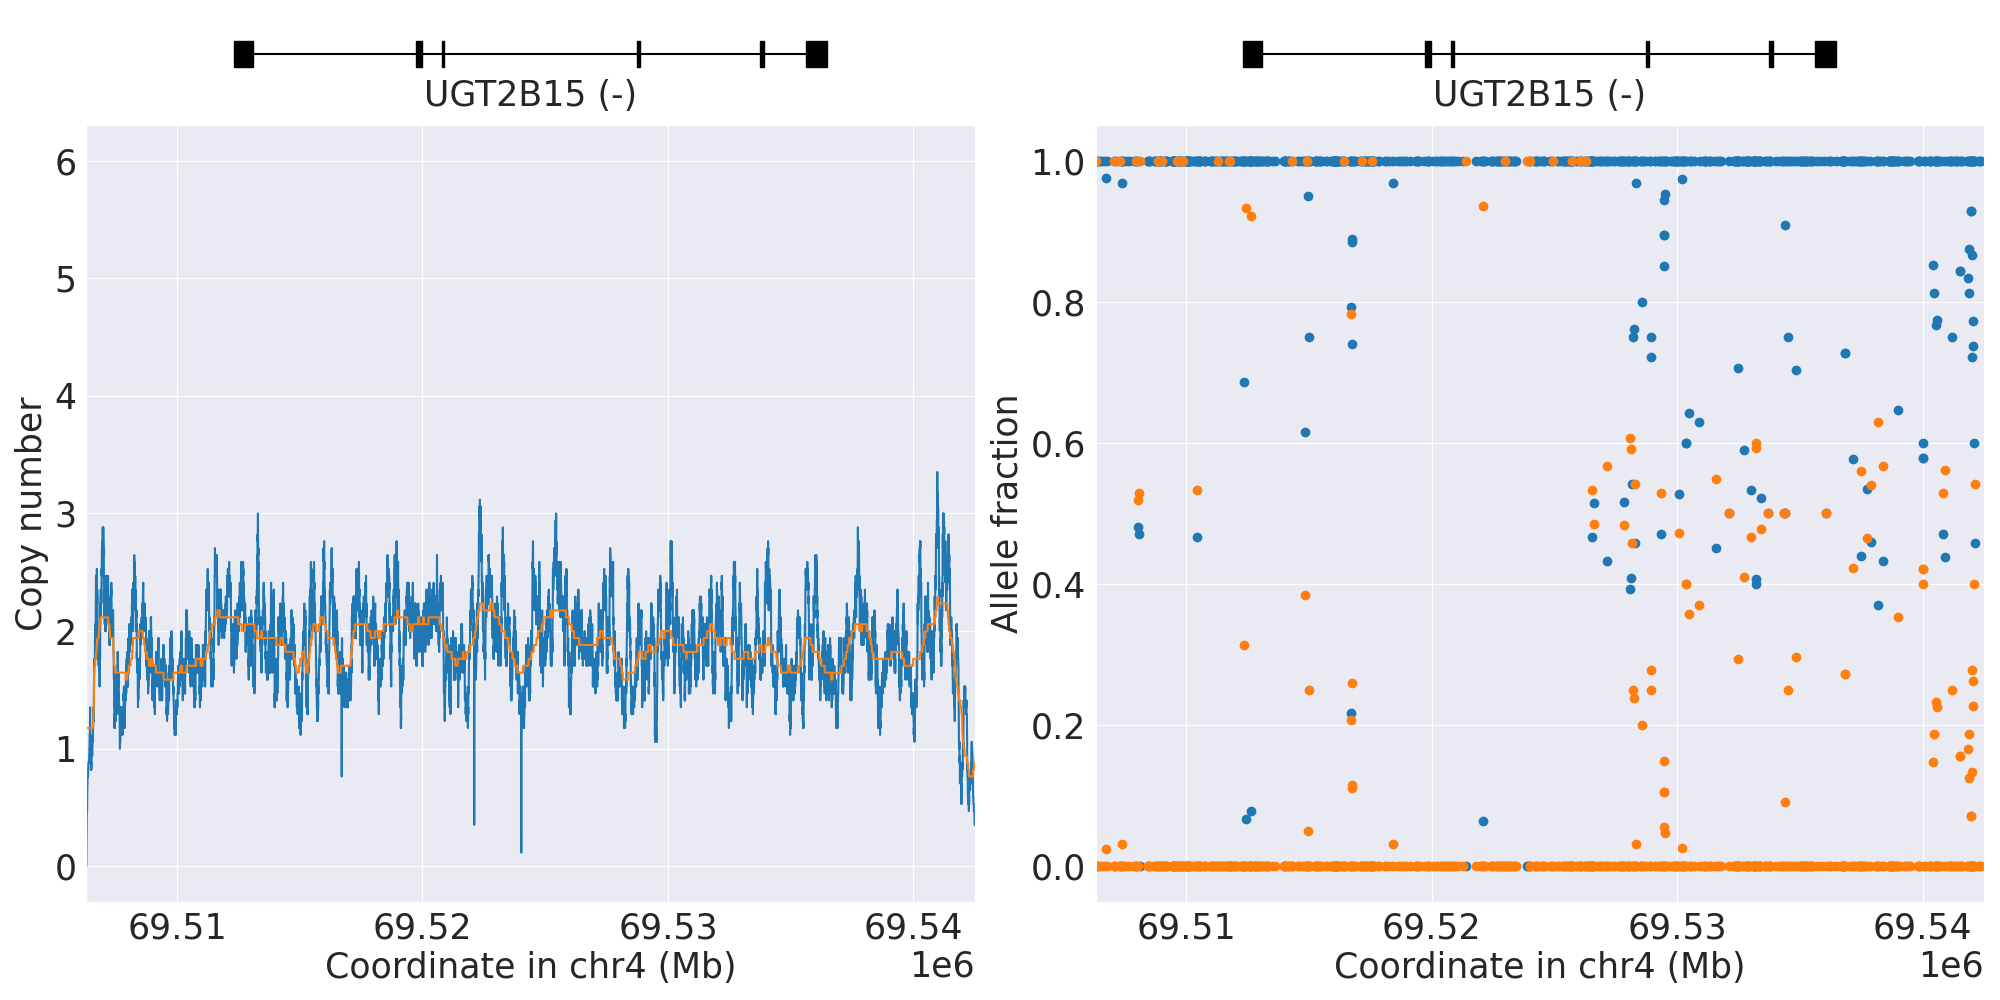 UGT2B15 (-)
Copy number
6
5
4
3
2
1
0
69.51 69.52 69.53 69.54
Coordinate in chr4 (Mb)
1e6
UGT2B15 (-)
Allele fraction
1.0
0.8
0.6
0.4
0.2
0.0
69.51 69.52 69.53 69.54
Coordinate in chr4 (Mb)
1e6